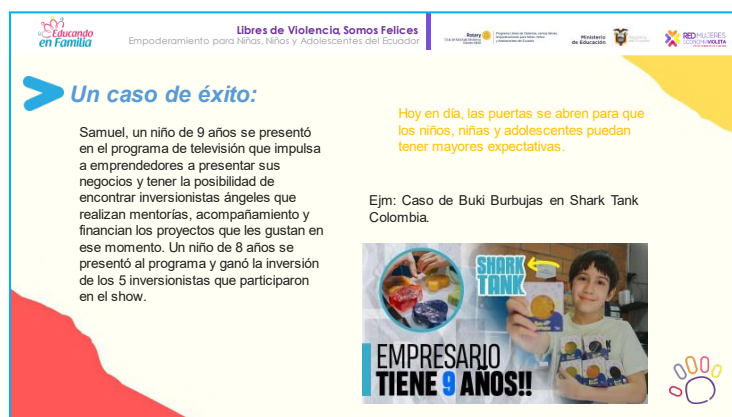 Educando
en Familia
Libres de Violencia, Somos Felices
Empoderamiento para Niñas, Niños y Adolescentes del Ecuador
Rotary
Ministerio
de Educación
RED MUJERES
ECONOMÍA VIOLETA
Un caso de éxito:
Samuel, un niño de 9 años se presentó
en el programa de televisión que impulsa
a emprendedores a presentar sus
negocios y tener la posibilidad de
encontrar inversionistas ángeles que
realizan mentorías, acompañamiento y
financian los proyectos que les gustan en
ese momento. Un niño de 8 años se
presentó al programa y ganó la inversión
de los 5 inversionistas que participaron
en el show.
Hoy en día, las puertas se abren para que
los niños, niñas y adolescentes puedan
tener mayores expectativas.
Ejm: Caso de Buki Burbujas en Shark Tank
Colombia.
SHARK
TANK
EMPRESARIO
TIENE 9 AÑOS!!